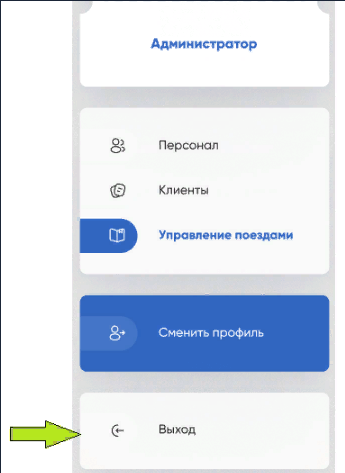 Администратор
Персонал
Клиенты
Управление поездами
Сменить профиль
Выход